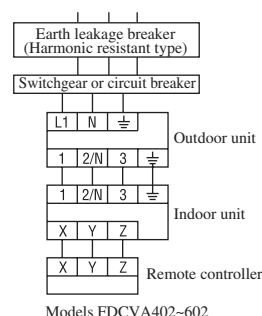 Earth leakage breaker
(Harmonic resistant type)
Switchgear or circuit breaker
L1 N ⏚
Outdoor unit
1 2/N 3 ⏚
1 2/N 3 ⏚
Indoor unit
X Y Z
X Y Z
Remote controller
Models FDCVA402~602